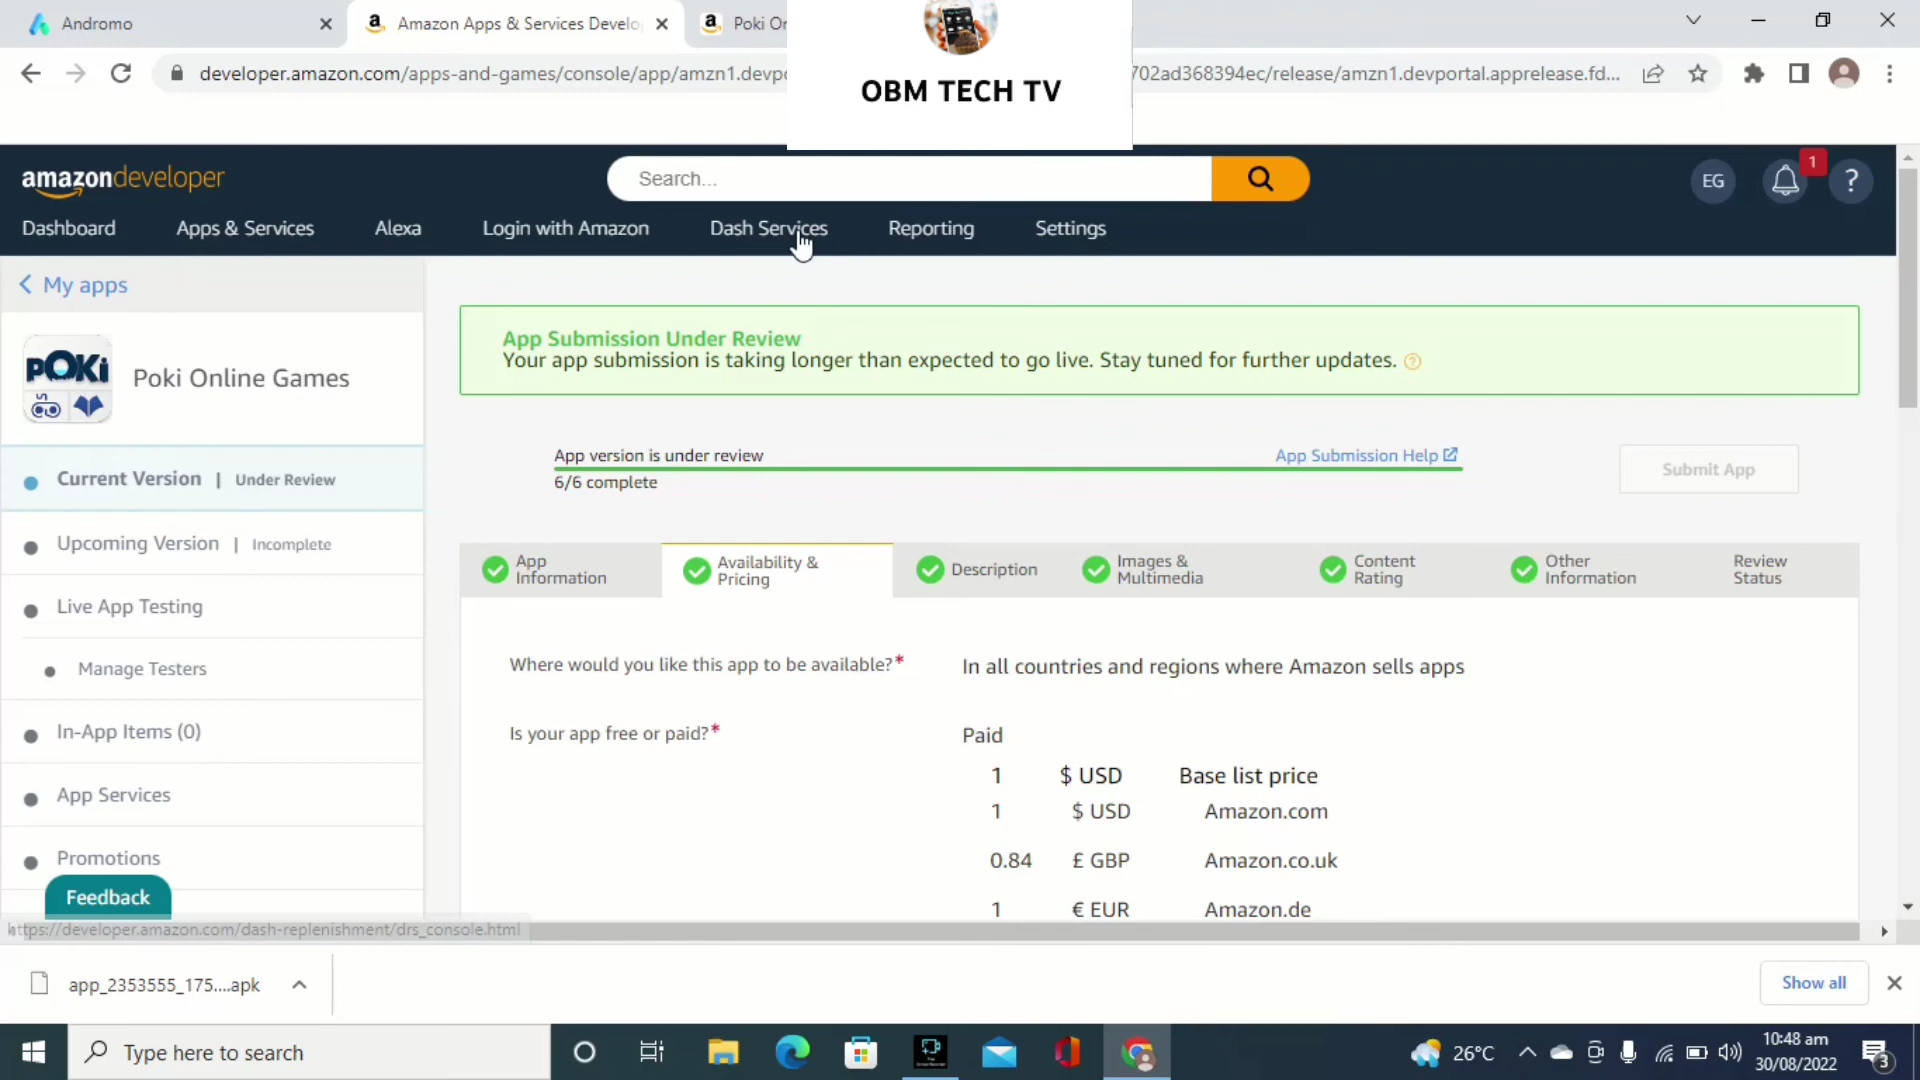 Andromo
Amazon Apps & Services Develo
Poki Or
developer.amazon.com/apps-and-games/console/app/amzn1.devpo
702ad368394ec/release/amzn1.devportal.apprelease.fd...
OBM TECH TV
amazondeveloper
Search...
EG
1
?
Dashboard
Apps & Services
Alexa
Login with Amazon
Dash Services
Reporting
Settings
My apps
POKi
Poki Online Games
Current Version | Under Review
Upcoming Version | Incomplete
Live App Testing
Manage Testers
In-App Items (0)
App Services
Promotions
Feedback
https://developer.amazon.com/dash-replenishment/drs_console.html
App Submission Under Review
Your app submission is taking longer than expected to go live. Stay tuned for further updates. ?
App version is under review
App Submission Help
6/6 complete
Submit App
App Information
Availability & Pricing
Description
Images & Multimedia
Content Rating
Other Information
Review Status
Where would you like this app to be available?*
In all countries and regions where Amazon sells apps
Is your app free or paid?*
Paid
1 $ USD Base list price
1 $ USD Amazon.com
0.84 £ GBP Amazon.co.uk
1 € EUR Amazon.de
app_2353555_175....apk
Show all
Type here to search
26°C
10:48 am
30/08/2022
3